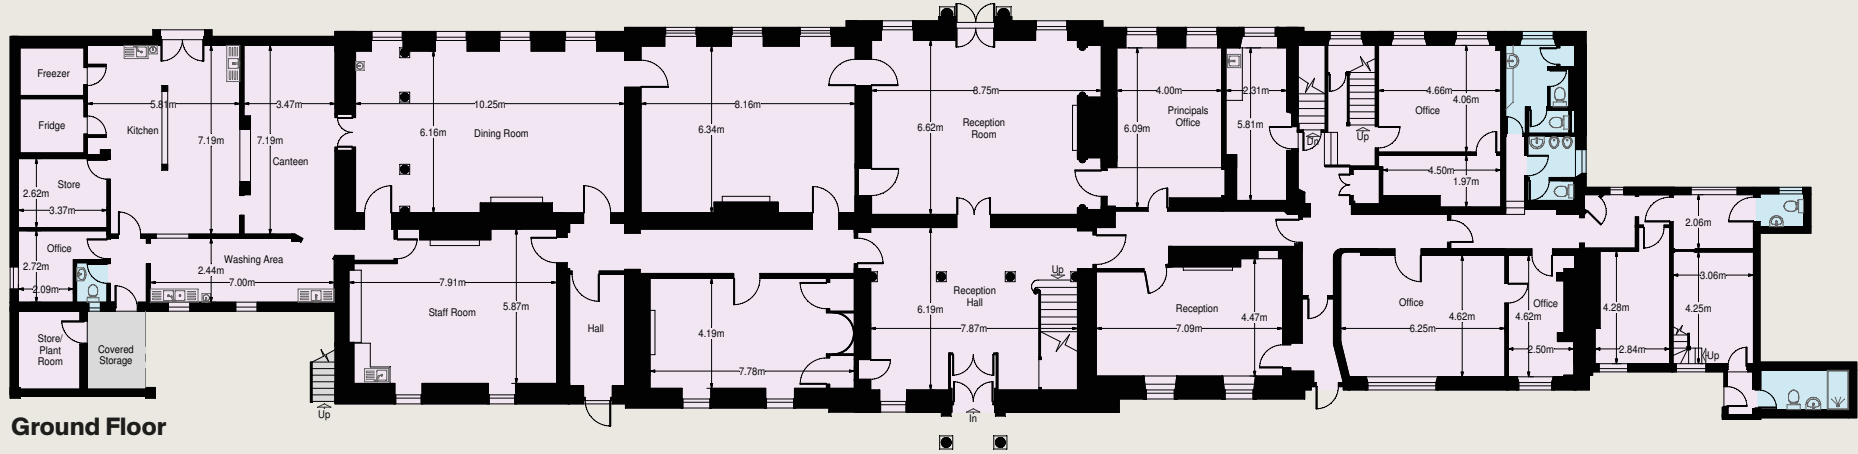 Freezer
Fridge
5.81m
Kitchen
7.19m
3.47m
7.19m
Canteen
Store
2.62m
3.37m
Office
2.72m
2.09m
Washing Area
2.44m
7.00m
Store/
Plant
Room
Covered
Storage
10.25m
6.16m
Dining Room
8.16m
6.34m
8.75m
6.62m
Reception
Room
4.00m
Principals
Office
6.09m
2.31m
5.81m
Dn
Up
4.66m
4.06m
Office
4.50m
1.97m
7.91m
5.87m
Staff Room
Up
Hall
4.19m
7.78m
Reception
Hall
6.19m
7.87m
Up
In
Reception
4.47m
7.09m
Office
4.62m
6.25m
Office
4.62m
2.50m
4.28m
2.84m
2.06m
3.06m
4.25m
Up
Ground Floor